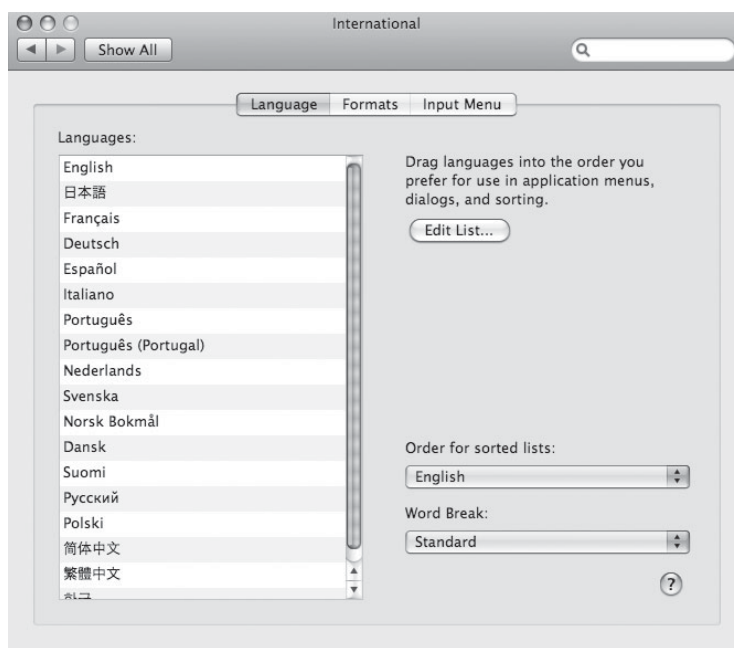 International
Show All
Language Formats Input Menu
Languages:
English
日本語
Français
Deutsch
Español
Italiano
Português
Português (Portugal)
Nederlands
Svenska
Norsk Bokmål
Dansk
Suomi
Русский
Polski
简体中文
繁體中文
Drag languages into the order you
prefer for use in application menus,
dialogs, and sorting.
Edit List...
Order for sorted lists:
English
Word Break:
Standard
?